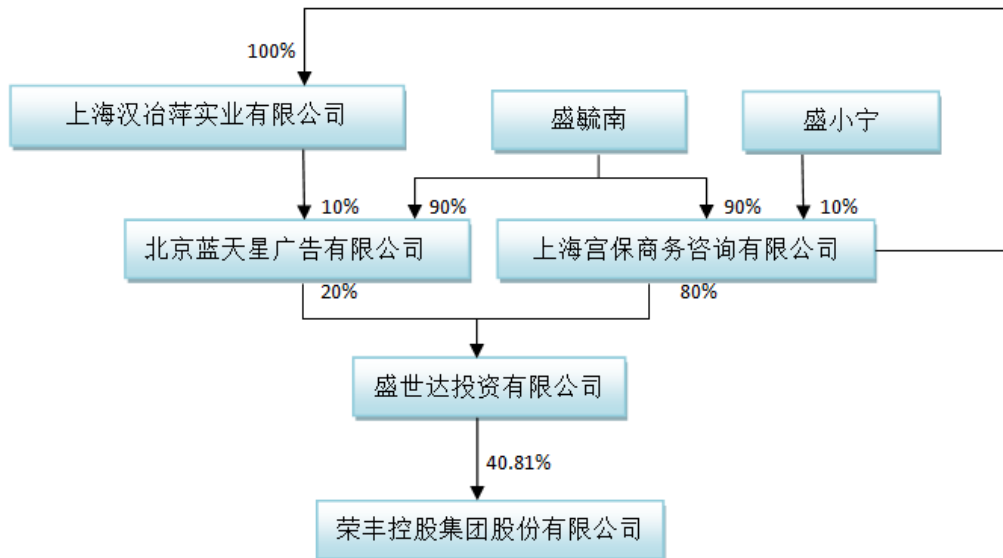 100%
上海汉冶萍实业有限公司
盛毓南
盛小宁
10%
90%
90%
10%
北京蓝天星广告有限公司
上海宫保商务咨询有限公司
20%
80%
盛世达投资有限公司
40.81%
荣丰控股集团股份有限公司